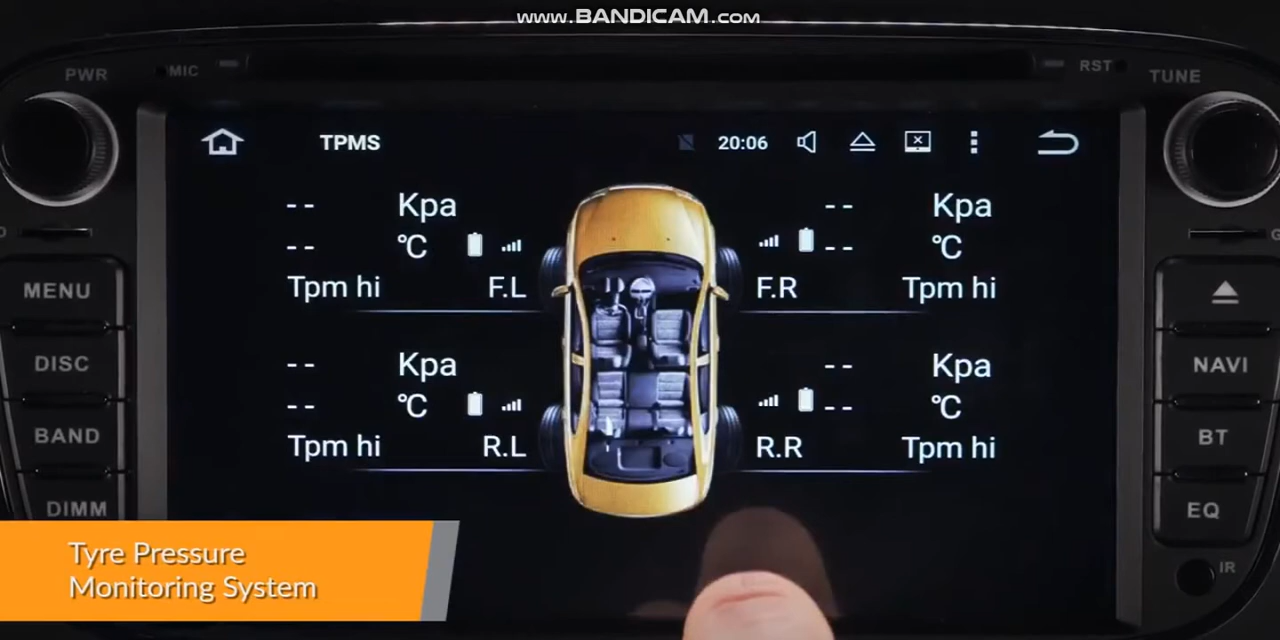 www.BANDICAM.com
PWR
MIC
RST
TUNE
TPMS
20:06
-- Kpa
-- °C
Tpm hi F.L
-- Kpa
-- °C
F.R Tpm hi
-- Kpa
-- °C
Tpm hi R.L
-- Kpa
-- °C
R.R Tpm hi
MENU
DISC
BAND
DIMM
NAVI
BT
EQ
IR
Tyre Pressure
Monitoring System